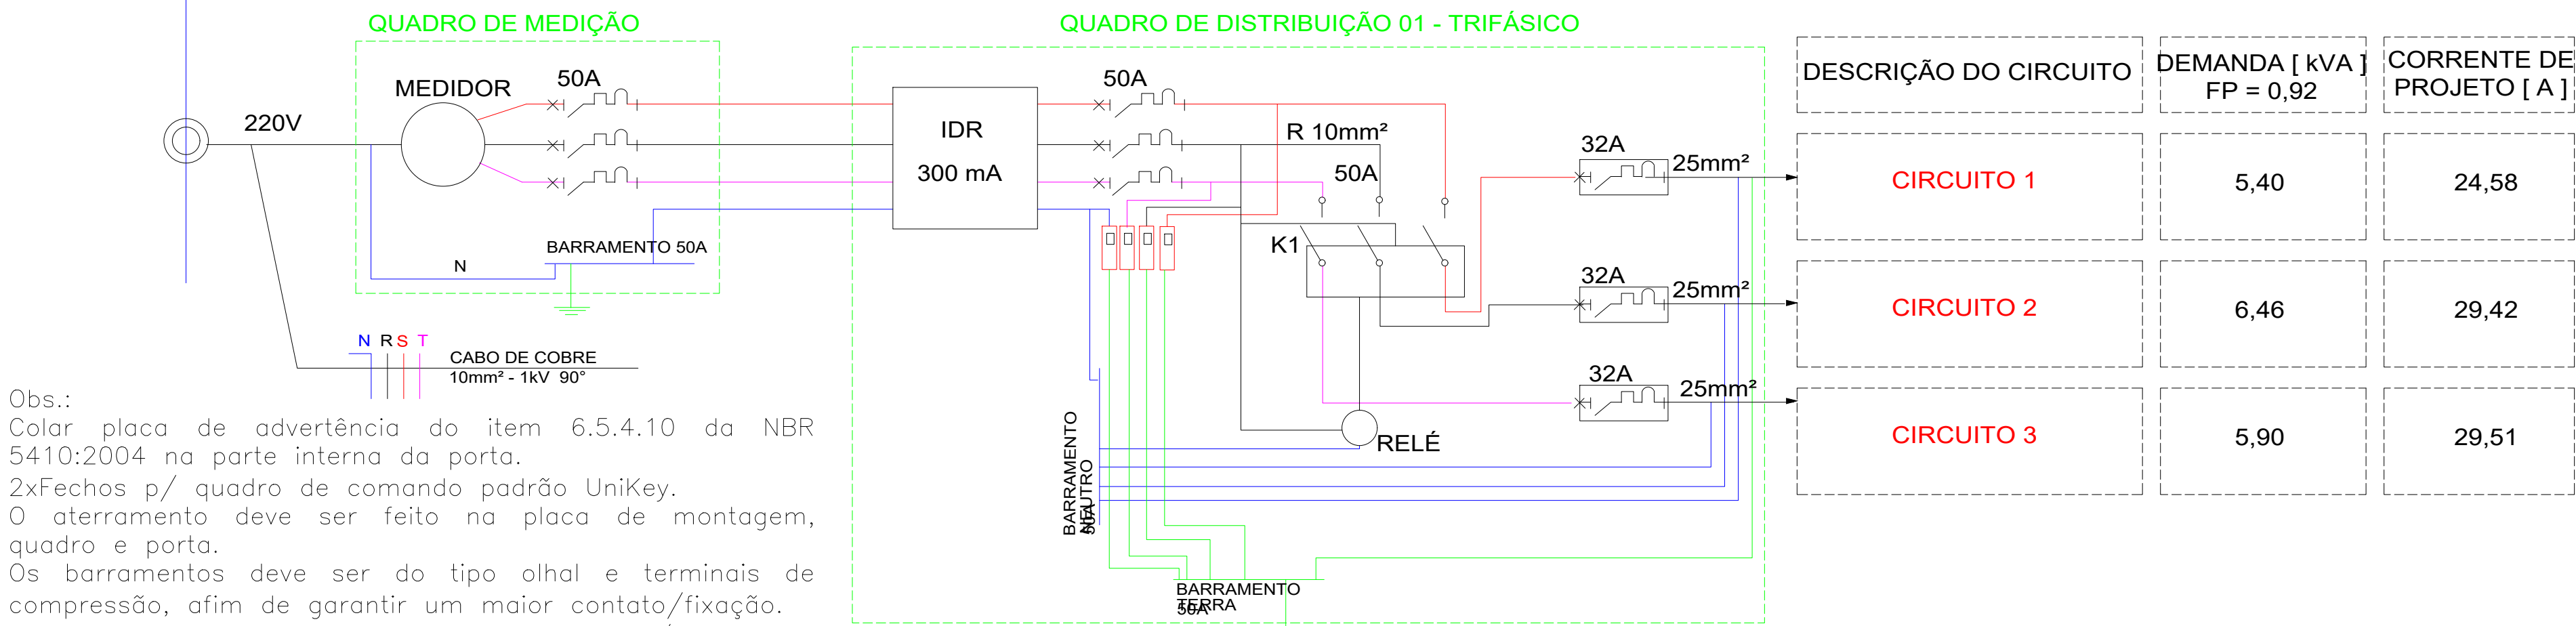 QUADRO DE MEDIÇÃO
QUADRO DE DISTRIBUIÇÃO 01 - TRIFÁSICO
MEDIDOR
50A
220V
BARRAMENTO 50A
N
N R S T
CABO DE COBRE
10mm² - 1kV 90°
IDR
300 mA
50A
R 10mm²
50A
K1
RELÉ
32A
25mm²
32A
25mm²
32A
25mm²
BARRAMENTO
NEUTRO
50A
BARRAMENTO
TERRA
50A
DESCRIÇÃO DO CIRCUITO
DEMANDA [ kVA ]
FP = 0,92
CORRENTE DE
PROJETO [ A ]
CIRCUITO 1
5,40
24,58
CIRCUITO 2
6,46
29,42
CIRCUITO 3
5,90
29,51
Obs.:
Colar placa de advertência do item 6.5.4.10 da NBR
5410:2004 na parte interna da porta.
2xFechos p/ quadro de comando padrão UniKey.
O aterramento deve ser feito na placa de montagem,
quadro e porta.
Os barramentos deve ser do tipo olhal e terminais de
compressão, afim de garantir um maior contato/fixação.